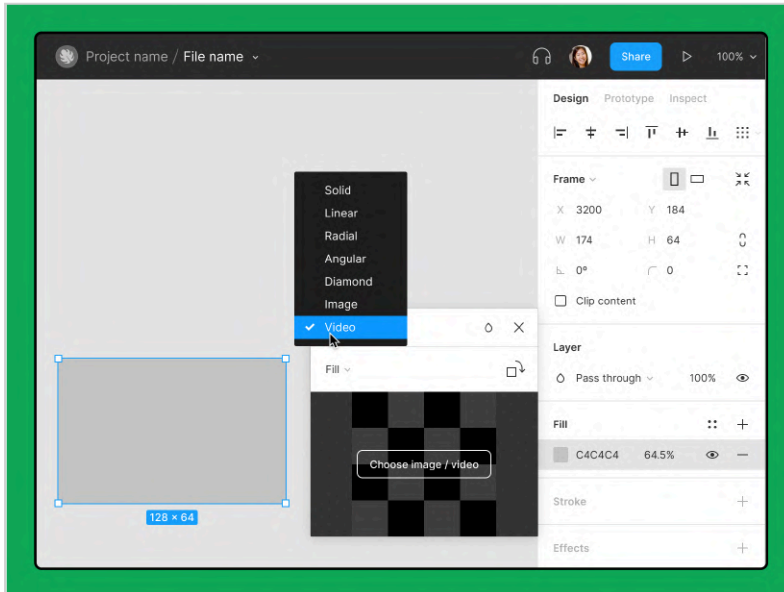 Project name / File name
Share
100%
Design Prototype Inspect
Frame
X 3200 Y 184
W 174 H 64
0º 0
Clip content
Layer
Pass through 100%
Fill
C4C4C4 64.5%
Stroke
Effects
Solid
Linear
Radial
Angular
Diamond
Image
Video
Fill
Choose image / video
128 × 64